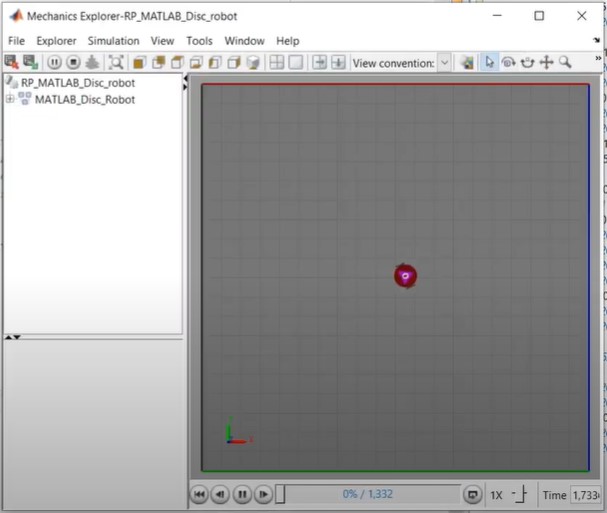 Mechanics Explorer-RP_MATLAB_Disc_robot
File Explorer Simulation View Tools Window Help
View convention:
RP_MATLAB_Disc_robot
MATLAB_Disc_Robot
0% / 1,332
1X
Time 1,733